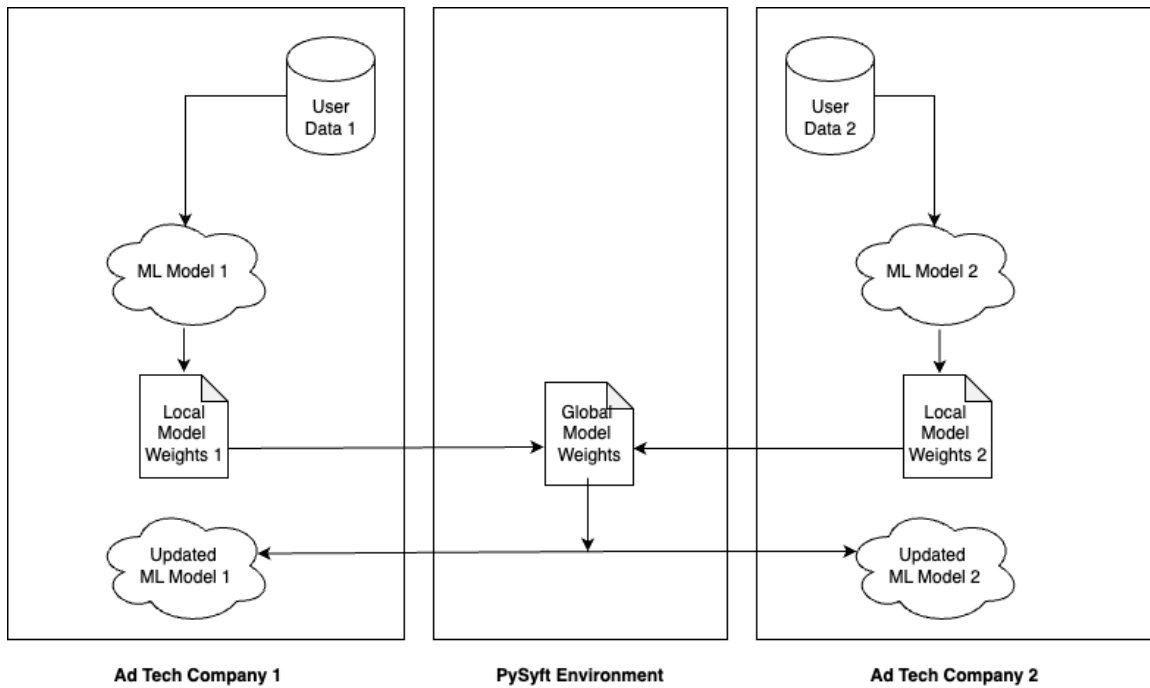 User
Data 1
User
Data 2
ML Model 1
ML Model 2
Local
Model
Weights 1
Global
Model
Weights
Local
Model
Weights 2
Updated
ML Model 1
Updated
ML Model 2
Ad Tech Company 1
PySyft Environment
Ad Tech Company 2